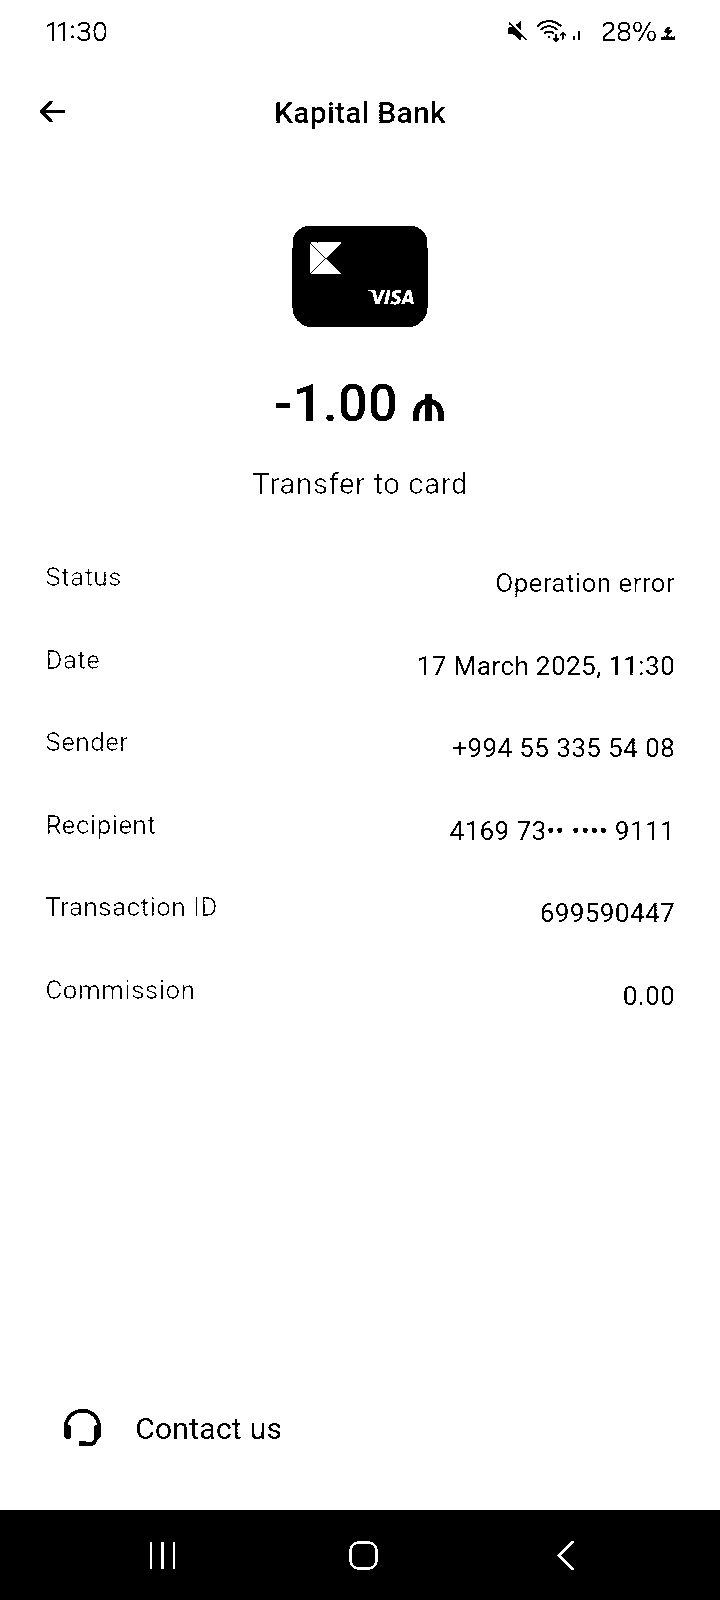 11:30 28%
Kapital Bank
VISA
-1.00 ₼
Transfer to card
Status Operation error
Date 17 March 2025, 11:30
Sender +994 55 335 54 08
Recipient 4169 73•• •••• 9111
Transaction ID 699590447
Commission 0.00
Contact us